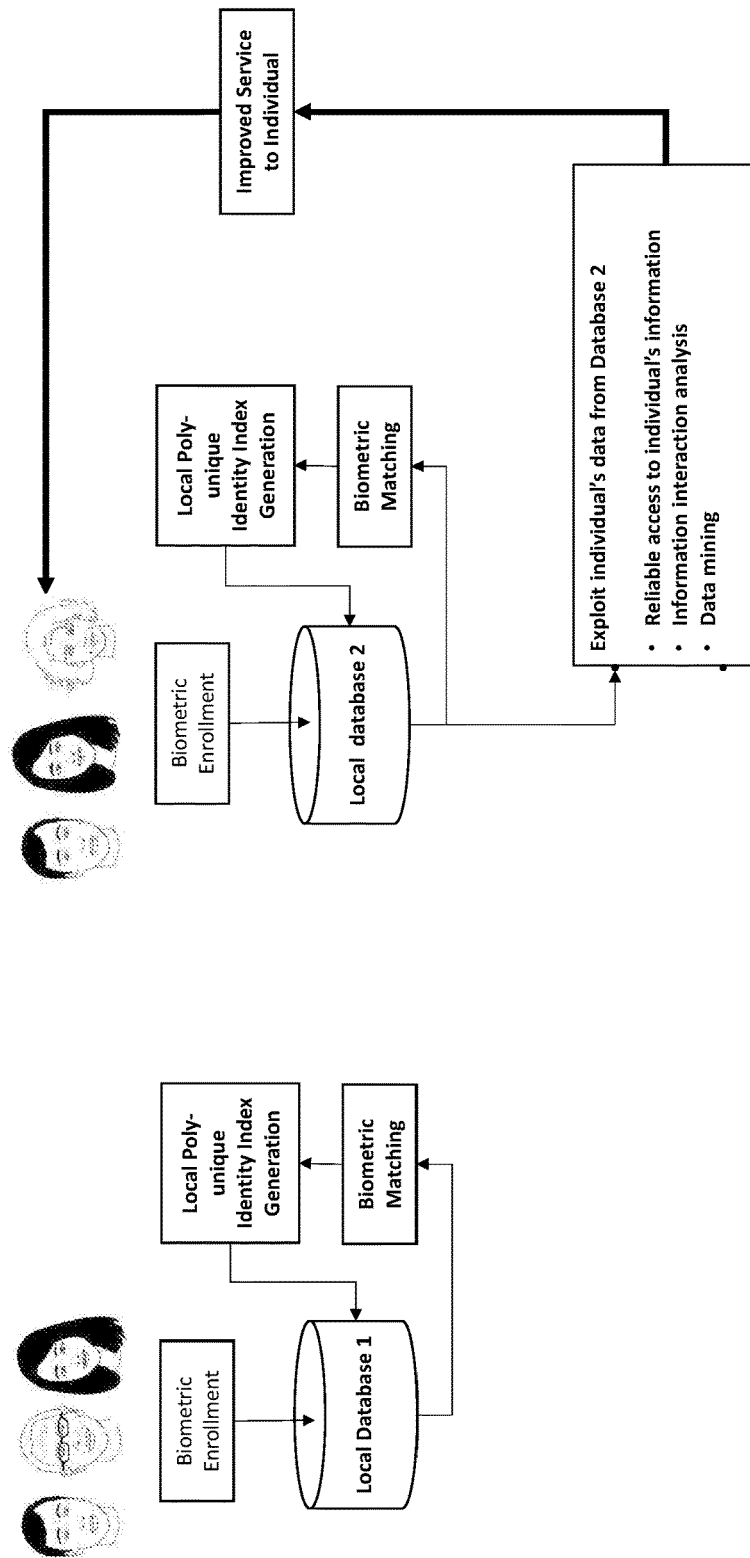 Biometric
Enrollment
Local Database 1
Local Poly-
unique
Identity Index
Generation
Biometric
Matching
Biometric
Enrollment
Local database 2
Local Poly-
unique
Identity Index
Generation
Biometric
Matching
Improved Service
to Individual
Exploit individual's data from Database 2
• Reliable access to individual's information
• Information interaction analysis
• Data mining